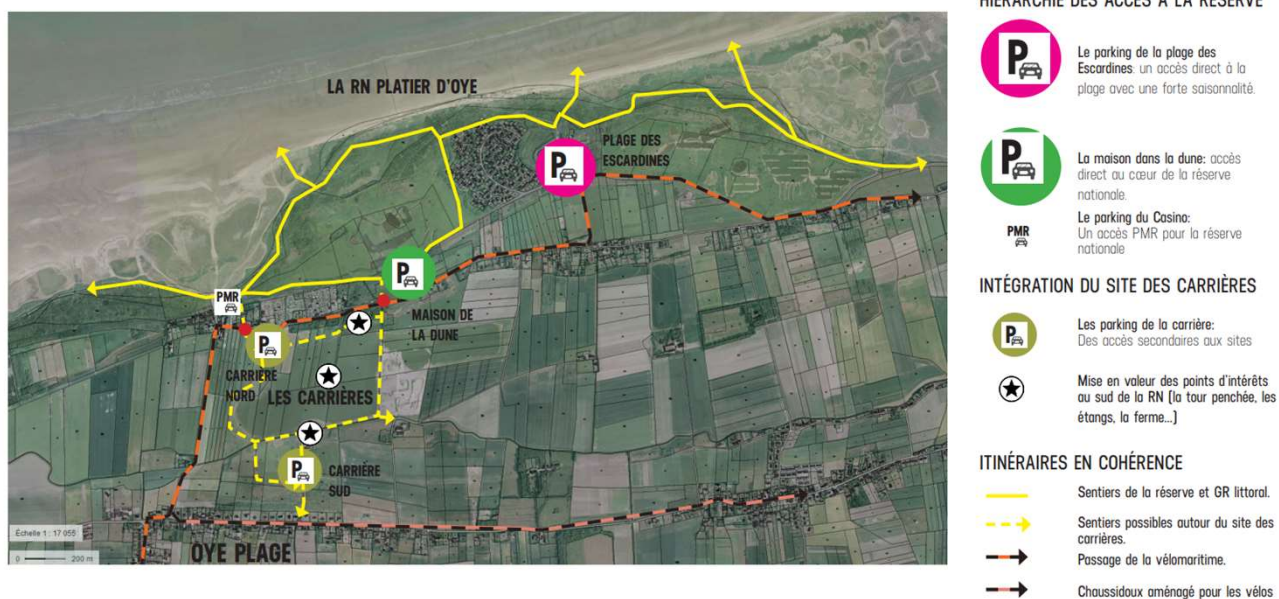 HIÉRARCHIE DES ACCÈS À LA RÉSERVE
LA RN PLATIER D'OYE
PLAGE DES
ESCARDINES
P
P
MAISON DE
LA DUNE
PMR
P
CARRIÈRE
NORD
LES CARRIÈRES
P
CARRIÈRE
SUD
OYE PLAGE
Échelle 1 : 17 055
0 200 m
P
Le parking de la plage des
Escardines: un accès direct à la
plage avec une forte saisonnalité.
P
La maison dans la dune: accès
direct au cœur de la réserve
nationale.
PMR
Le parking du Casino:
Un accès PMR pour la réserve
nationale
INTÉGRATION DU SITE DES CARRIÈRES
P
Les parking de la carrière:
Des accès secondaires aux sites
Mise en valeur des points d'intérêts
au sud de la RN (la tour penchée, les
étangs, la ferme...)
ITINÉRAIRES EN COHÉRENCE
Sentiers de la réserve et GR littoral.
Sentiers possibles autour du site des
carrières.
Passage de la vélomaritime.
Chaussidoux aménagé pour les vélos